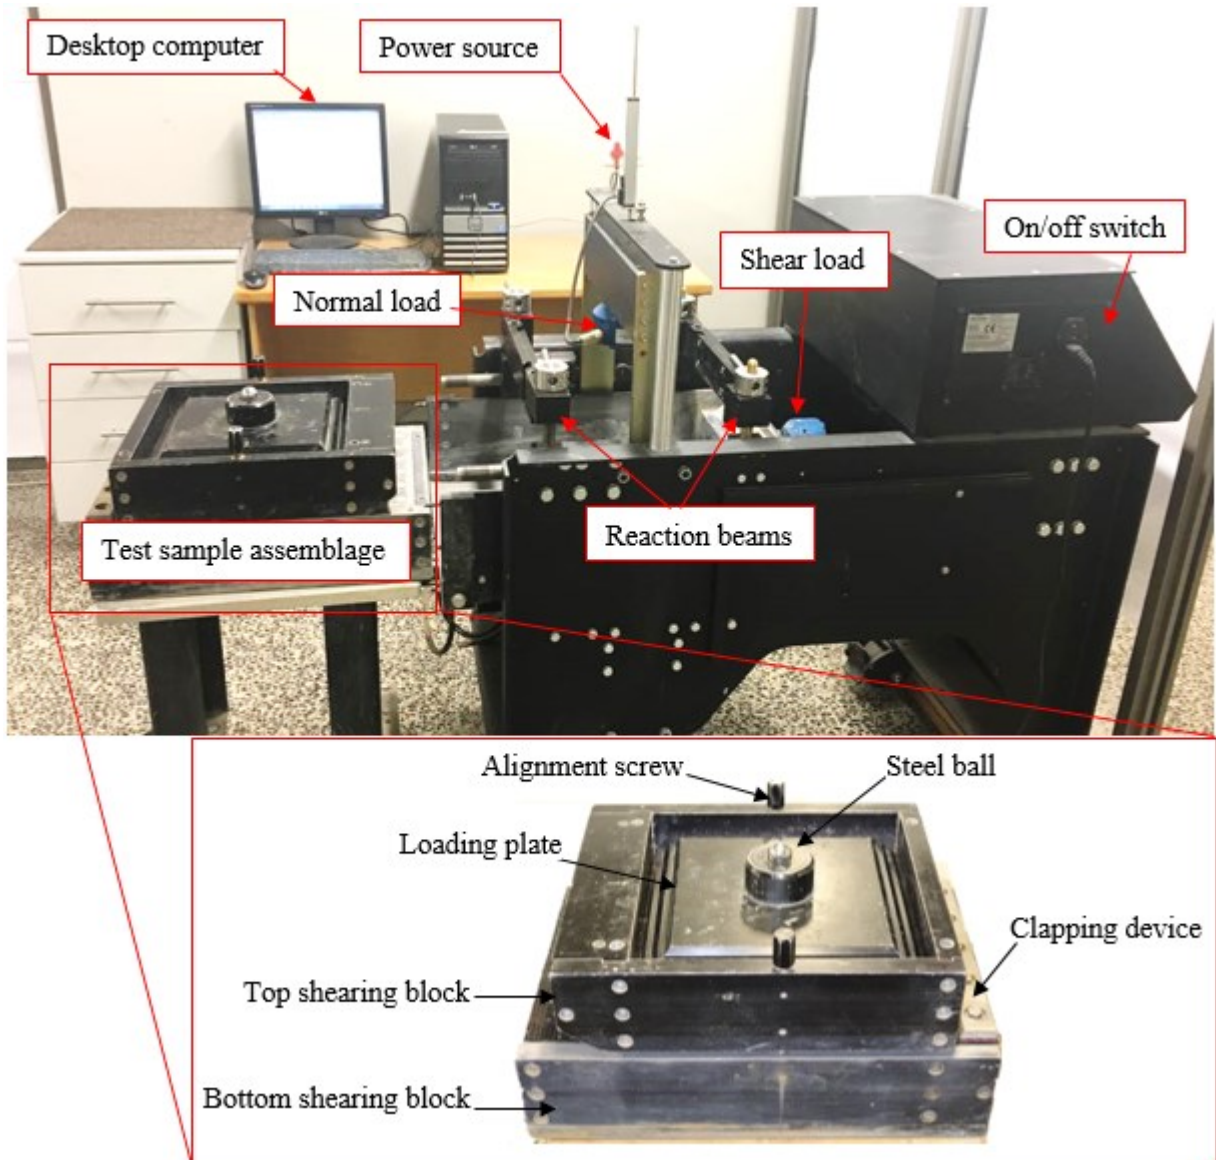 Desktop computer
Power source
On/off switch
Shear load
Normal load
Reaction beams
Test sample assemblage
Alignment screw
Steel ball
Loading plate
Clapping device
Top shearing block
Bottom shearing block